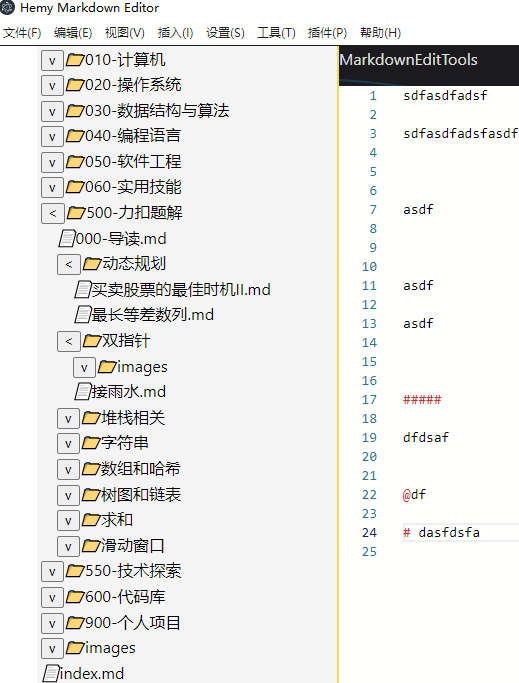 Hemy Markdown Editor
文件(F) 编辑(E) 视图(V) 插入(I) 设置(S) 工具(T) 插件(P) 帮助(H)
v 010-计算机
v 020-操作系统
v 030-数据结构与算法
v 040-编程语言
v 050-软件工程
v 060-实用技能
< 500-力扣题解
000-导读.md
< 动态规划
买卖股票的最佳时机II.md
最长等差数列.md
< 双指针
v images
接雨水.md
v 堆栈相关
v 字符串
v 数组和哈希
v 树图和链表
v 求和
v 滑动窗口
v 550-技术探索
v 600-代码库
v 900-个人项目
v images
index.md
MarkdownEditTools
1 sdfasdfadsf
2
3 sdfasdfadsfasdf
4
5
6
7 asdf
8
9
10
11 asdf
12
13 asdf
14
15
16
17 #####
18
19 dfdsaf
20
21
22 @df
23
24 # dasfdsfa
25